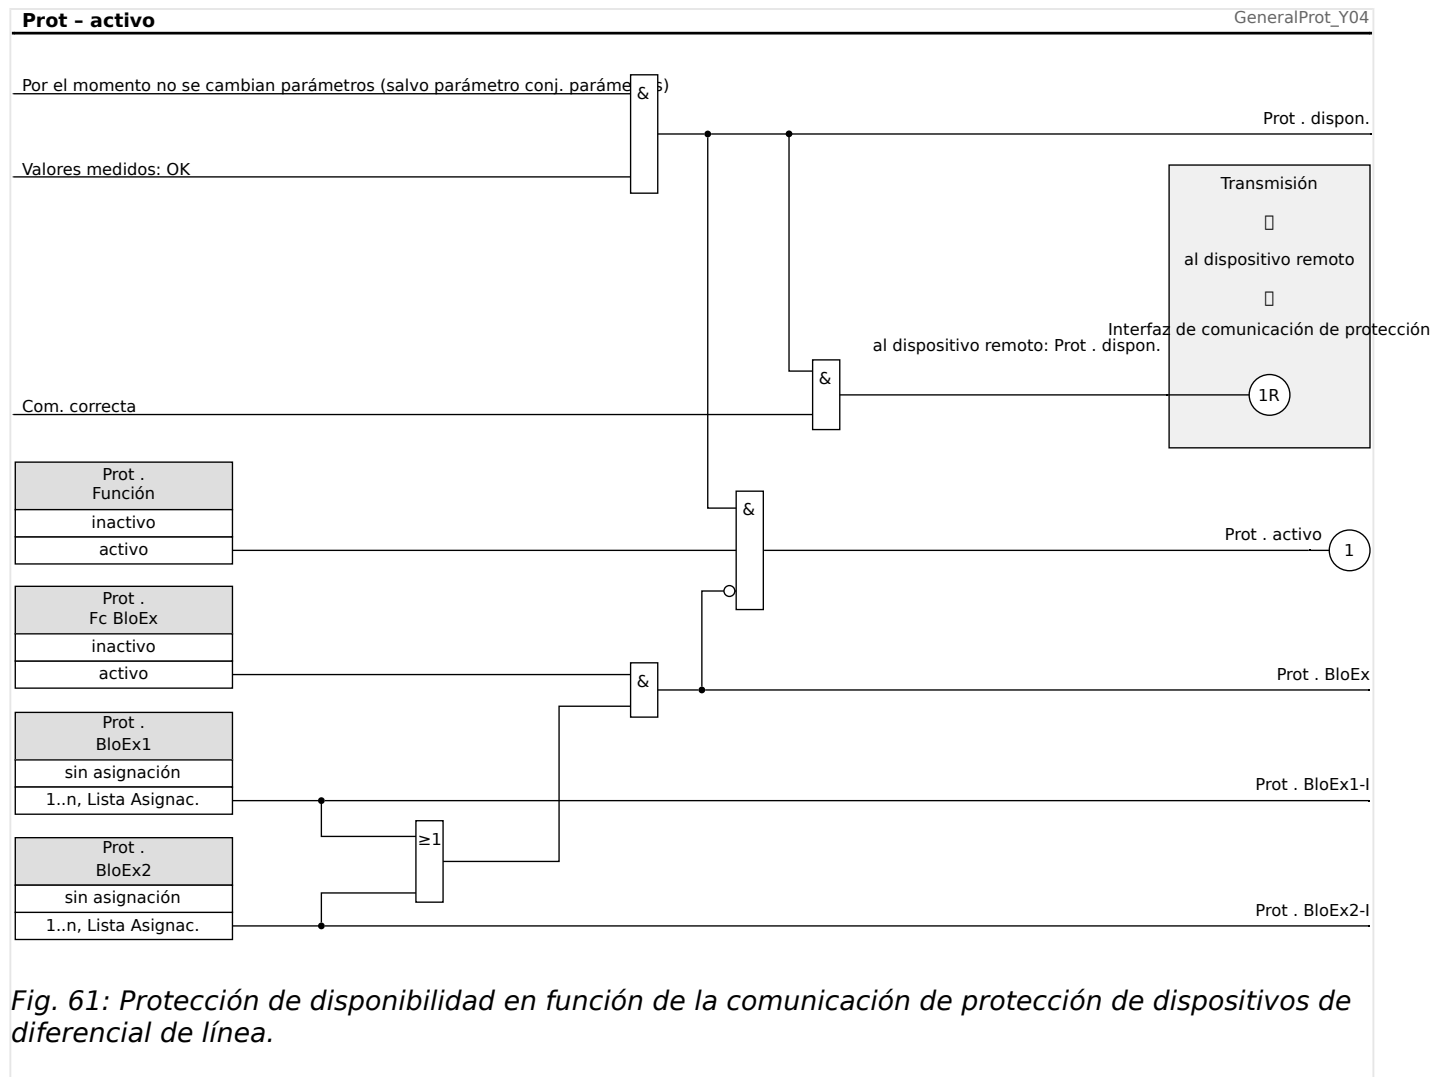 Prot – activo
GeneralProt_Y04
Por el momento no se cambian parámetros (salvo parámetro conj. paráme s)
&
Prot . dispon.
Valores medidos: OK
Transmisión
al dispositivo remoto
Interfaz de comunicación de protección
al dispositivo remoto: Prot . dispon.
&
1R
Com. correcta
Prot .
Función
inactivo
activo
&
Prot . activo
1
Prot .
Fc BloEx
inactivo
activo
&
Prot . BloEx
Prot .
BloEx1
sin asignación
1..n, Lista Asignac.
Prot . BloEx1-I
≥1
Prot .
BloEx2
sin asignación
1..n, Lista Asignac.
Prot . BloEx2-I
Fig. 61: Protección de disponibilidad en función de la comunicación de protección de dispositivos de
diferencial de línea.